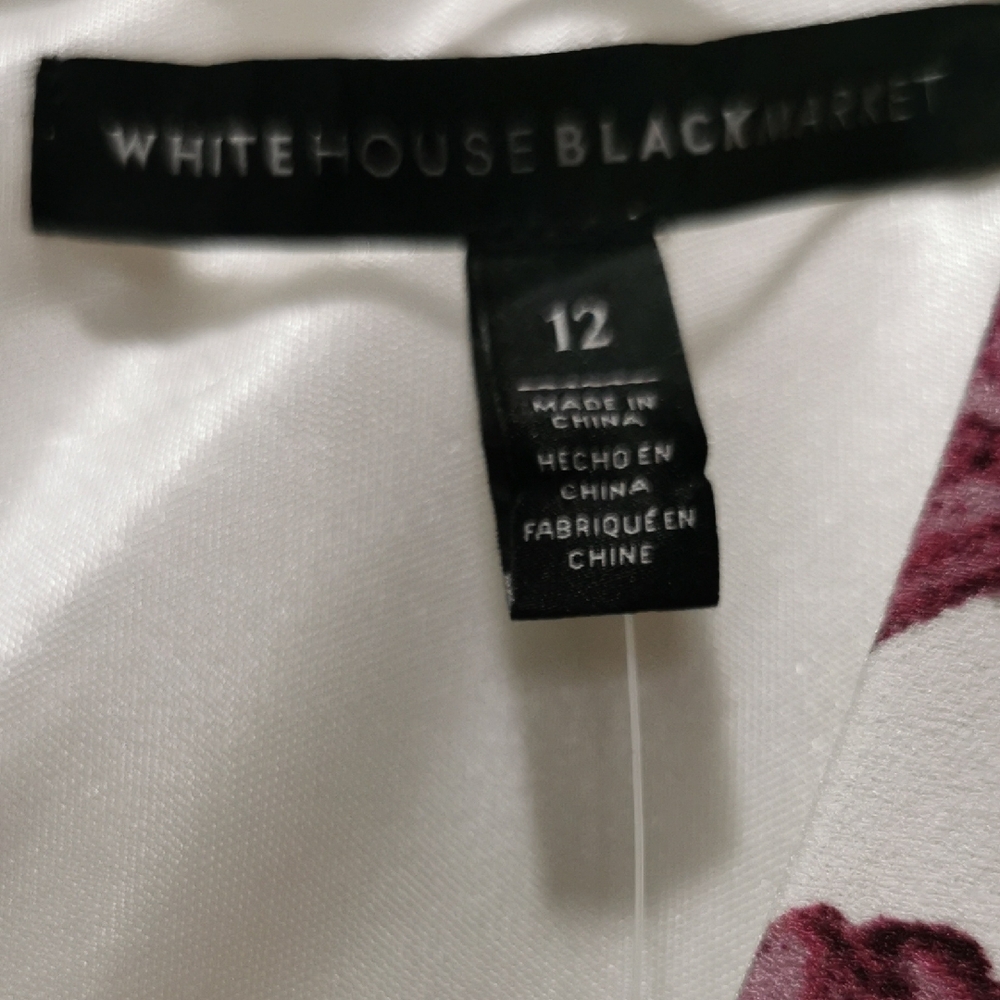 WHITE HOUSE BLACK MARKET
12
MADE IN
CHINA
HECHO EN
CHINA
FABRIQUÉ EN
CHINE